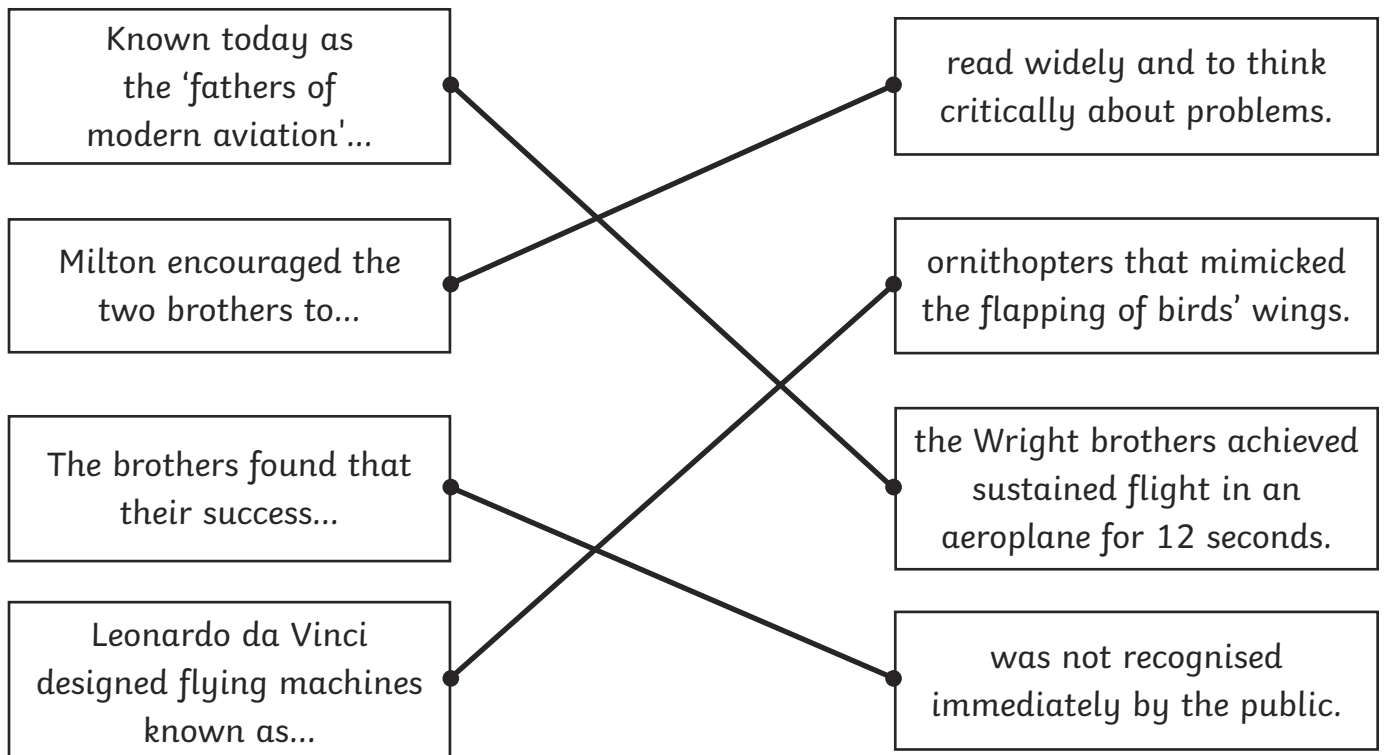 Known today as
the ‘fathers of
modern aviation'...
read widely and to think
critically about problems.
Milton encouraged the
two brothers to...
ornithopters that mimicked
the flapping of birds’ wings.
The brothers found that
their success...
the Wright brothers achieved
sustained flight in an
aeroplane for 12 seconds.
Leonardo da Vinci
designed flying machines
known as...
was not recognised
immediately by the public.